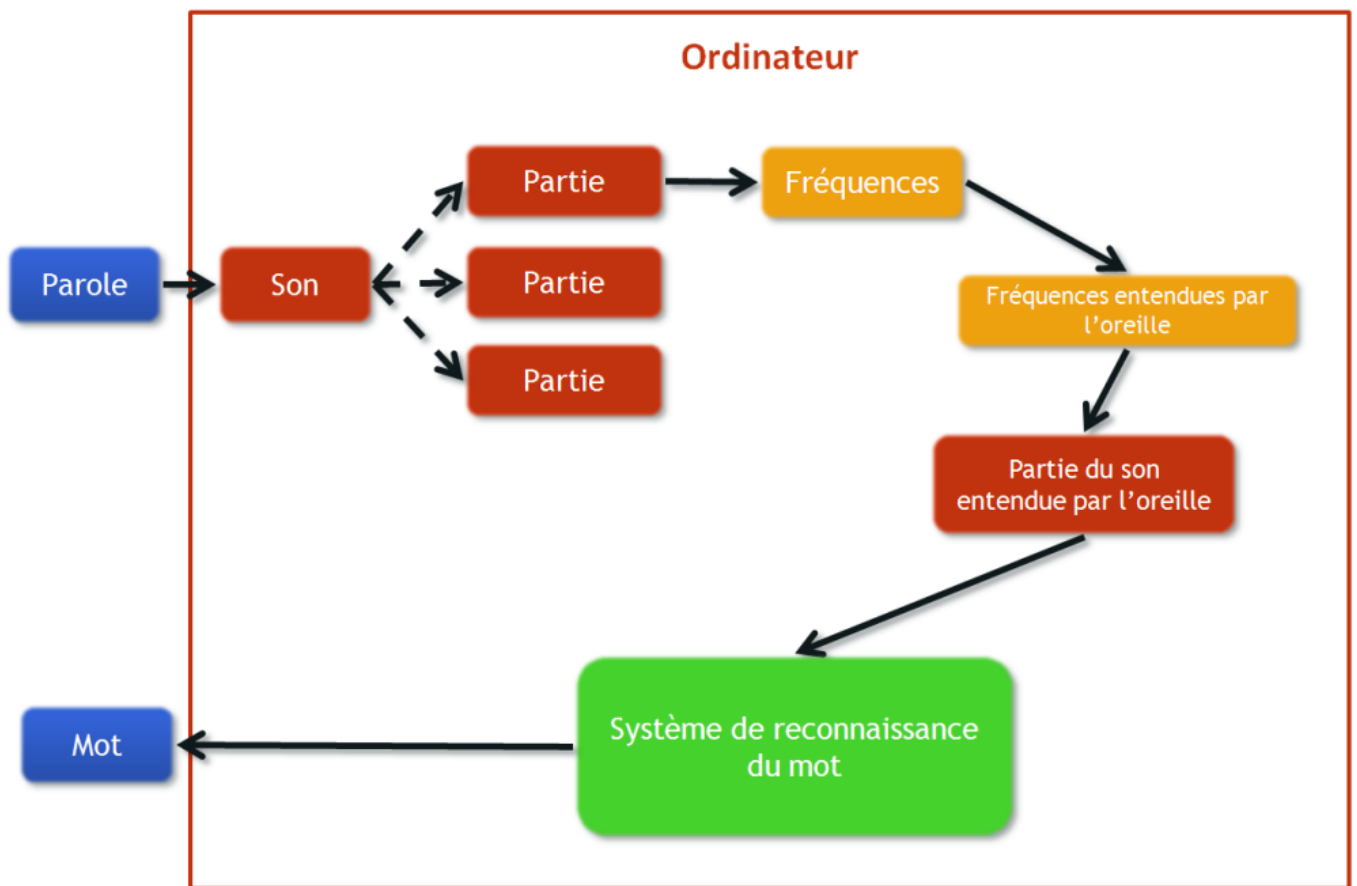 Ordinateur
Partie
Fréquences
Parole
Son
Partie
Fréquences entendues par
l'oreille
Partie
Partie du son
entendue par l'oreille
Système de reconnaissance
du mot
Mot